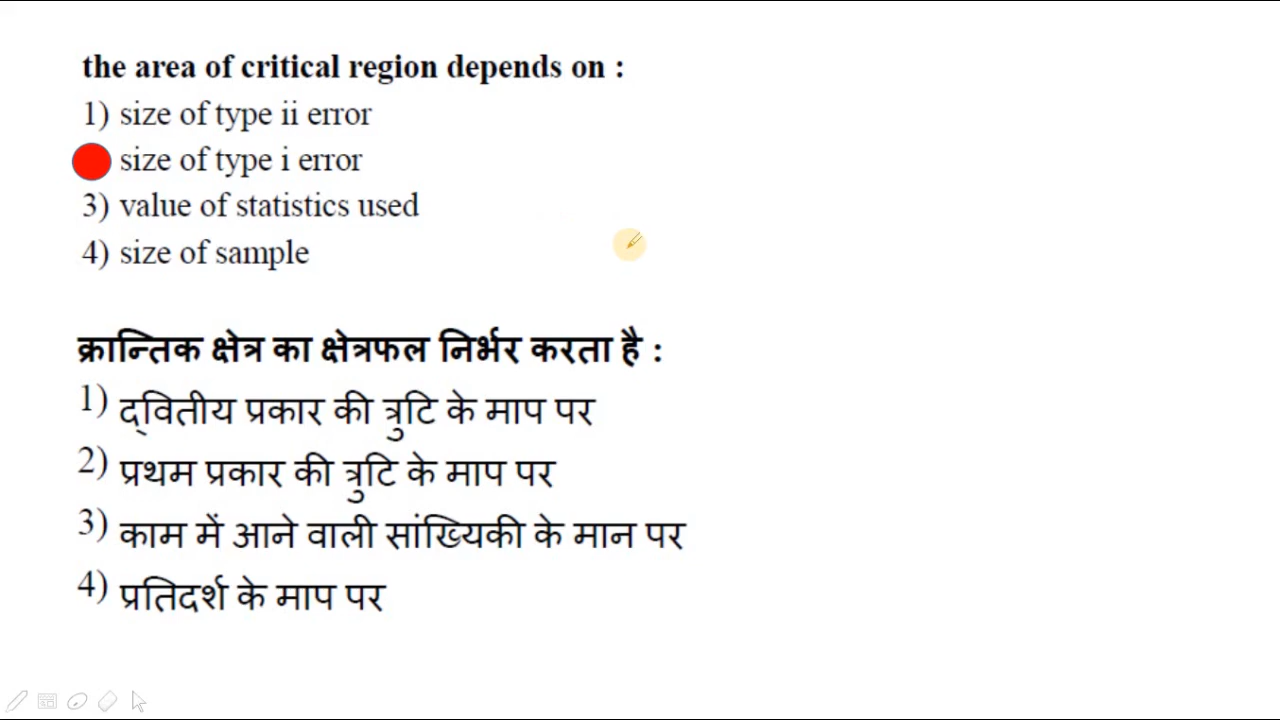 the area of critical region depends on :
1) size of type ii error
size of type i error
3) value of statistics used
4) size of sample
क्रान्तिक क्षेत्र का क्षेत्रफल निर्भर करता है :
1) द्वितीय प्रकार की त्रुटि के माप पर
2) प्रथम प्रकार की त्रुटि के माप पर
3) काम में आने वाली सांख्यिकी के मान पर
4) प्रतिदर्श के माप पर